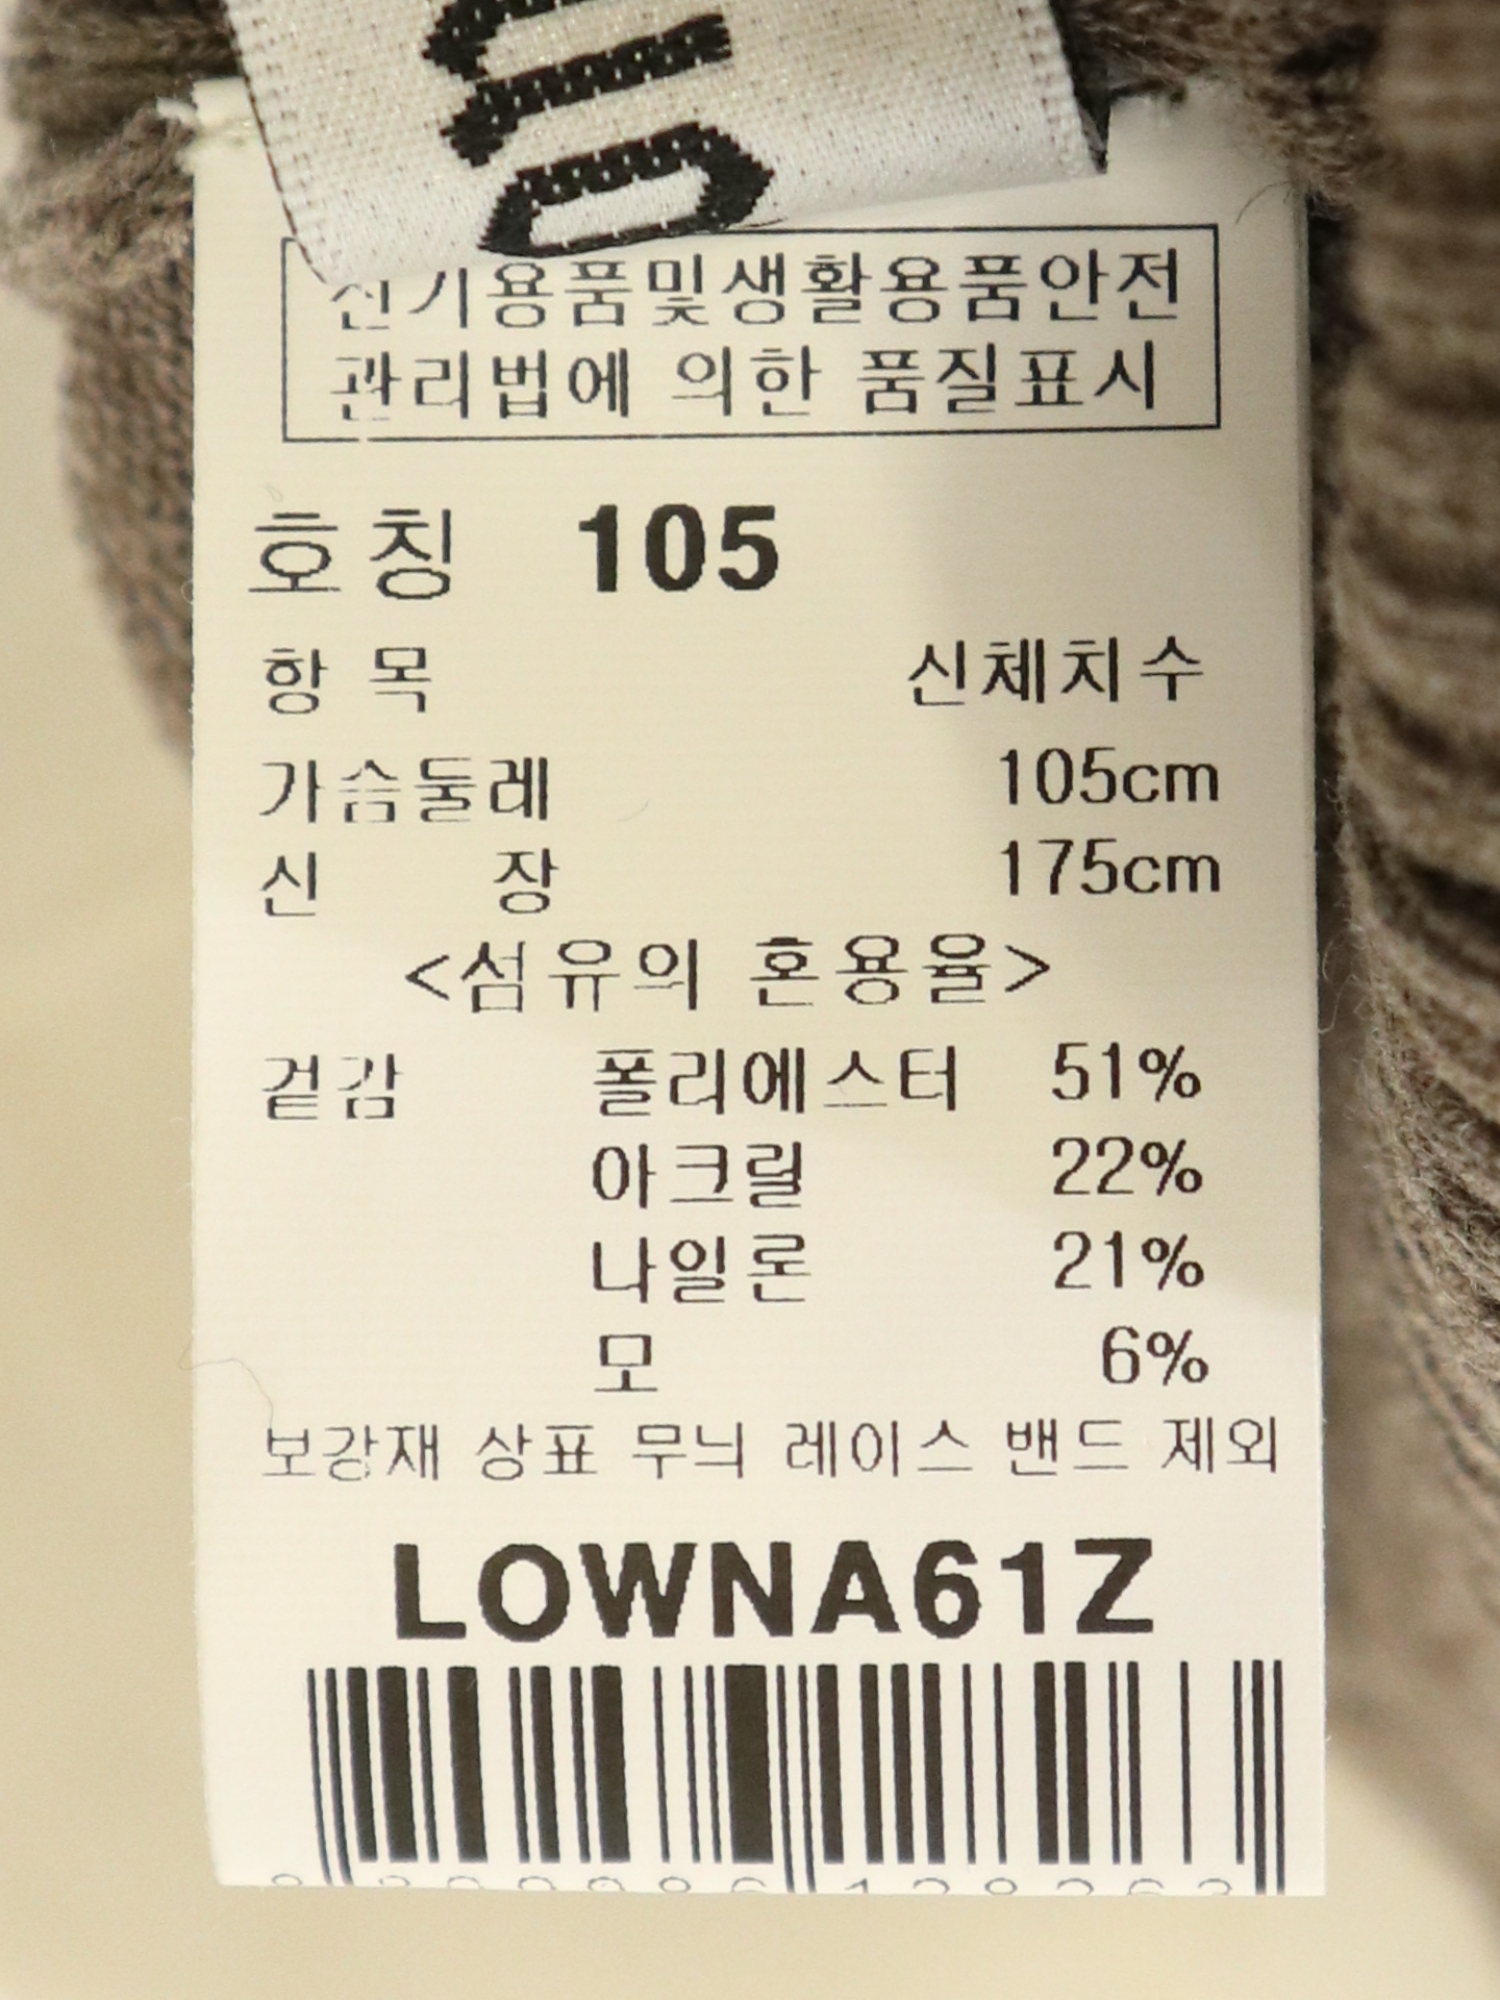 전기용품및생활용품안전
관리법에 의한 품질표시
호칭 105
항목 신체치수
가슴둘레 105cm
신장 175cm
<섬유의 혼용율>
겉감 폴리에스터 51%
아크릴 22%
나일론 21%
모 6%
보강재 상표 무늬 레이스 밴드 제외
LOWNA61Z